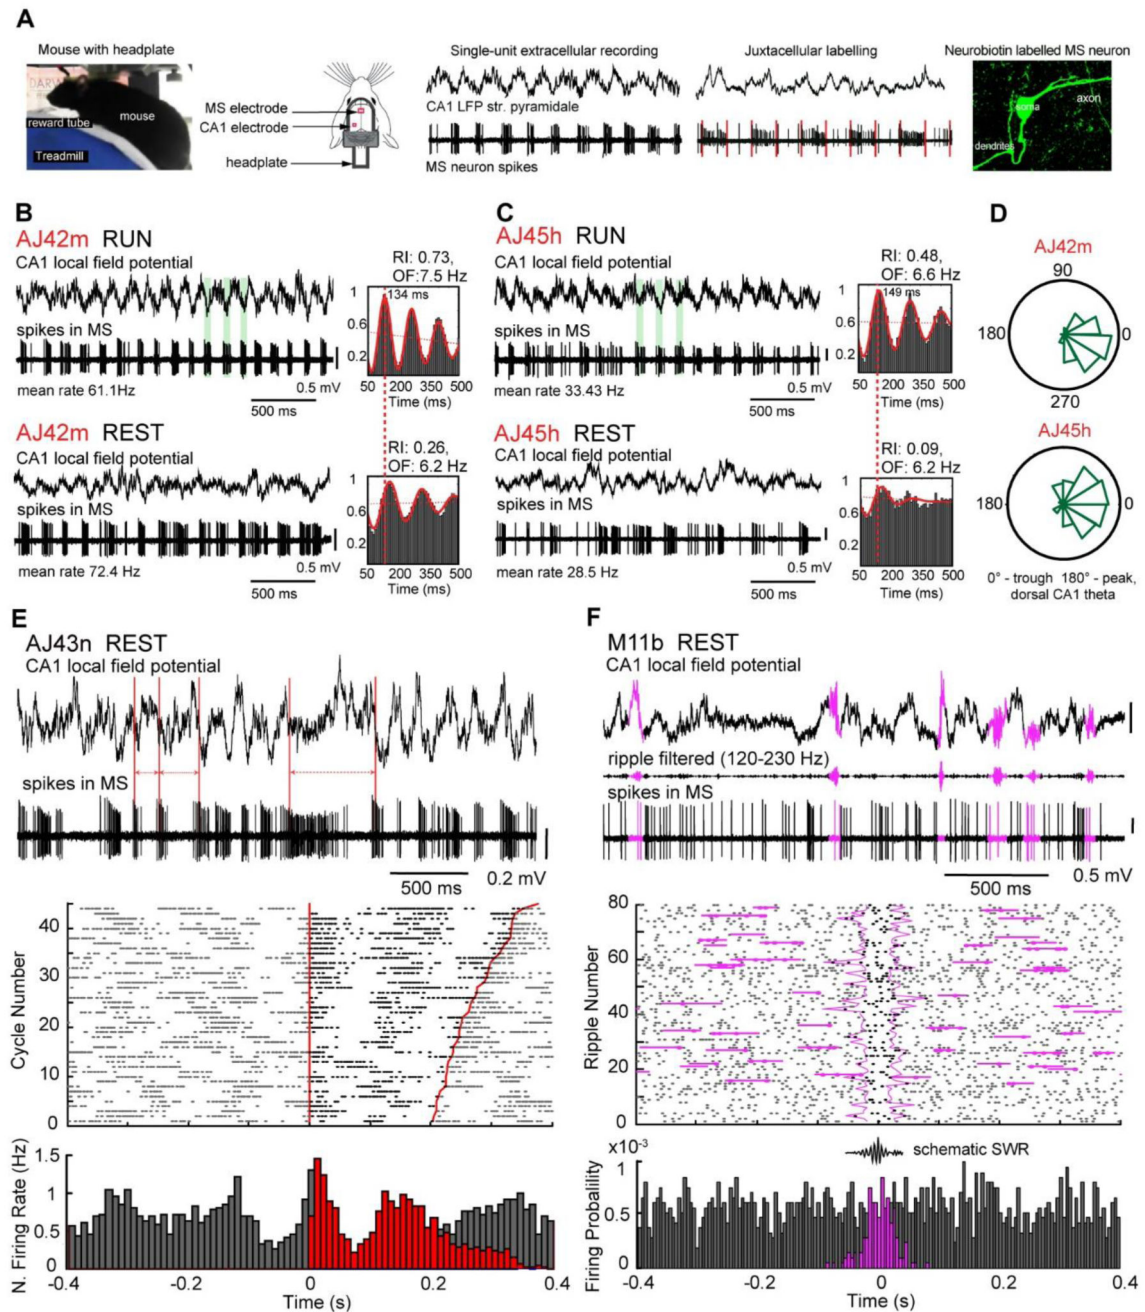 A
Mouse with headplate
DARW
reward tube
mouse
Treadmill
MS electrode
CA1 electrode
headplate
Single-unit extracellular recording
Juxtacellular labelling
CA1 LFP str. pyramidale
MS neuron spikes
Neurobiotin labelled MS neuron
soma
axon
dendrites
B
AJ42m RUN
CA1 local field potential
spikes in MS
mean rate 61.1Hz
0.5 mV
500 ms
RI: 0.73,
OF:7.5 Hz
134 ms
1
0.6
0.2
50 200 350 500
Time (ms)
AJ42m REST
CA1 local field potential
spikes in MS
mean rate 72.4 Hz
0.5 mV
500 ms
RI: 0.26,
OF: 6.2 Hz
1
0.6
0.2
50 200 350 500
Time (ms)
C
AJ45h RUN
CA1 local field potential
spikes in MS
mean rate 33.43 Hz
0.5 mV
500 ms
RI: 0.48,
OF: 6.6 Hz
149 ms
1
0.6
0.2
50 200 350 500
Time (ms)
AJ45h REST
CA1 local field potential
spikes in MS
mean rate 28.5 Hz
0.5 mV
500 ms
RI: 0.09,
OF: 6.2 Hz
1
0.6
0.2
50 200 350 500
Time (ms)
D
AJ42m
90
180 0
270
AJ45h
180 0
0° - trough 180° - peak,
dorsal CA1 theta
E
AJ43n REST
CA1 local field potential
spikes in MS
500 ms
0.2 mV
Cycle Number
40
30
20
10
0
N. Firing Rate (Hz)
1.5
1
0.5
0
-0.4 -0.2 0 0.2 0.4
Time (s)
F
M11b REST
CA1 local field potential
ripple filtered (120-230 Hz)
spikes in MS
500 ms
0.5 mV
Ripple Number
80
60
40
20
0
x10-3
schematic SWR
Firing Probalility
1
0.5
0
-0.4 -0.2 0 0.2 0.4
Time (s)